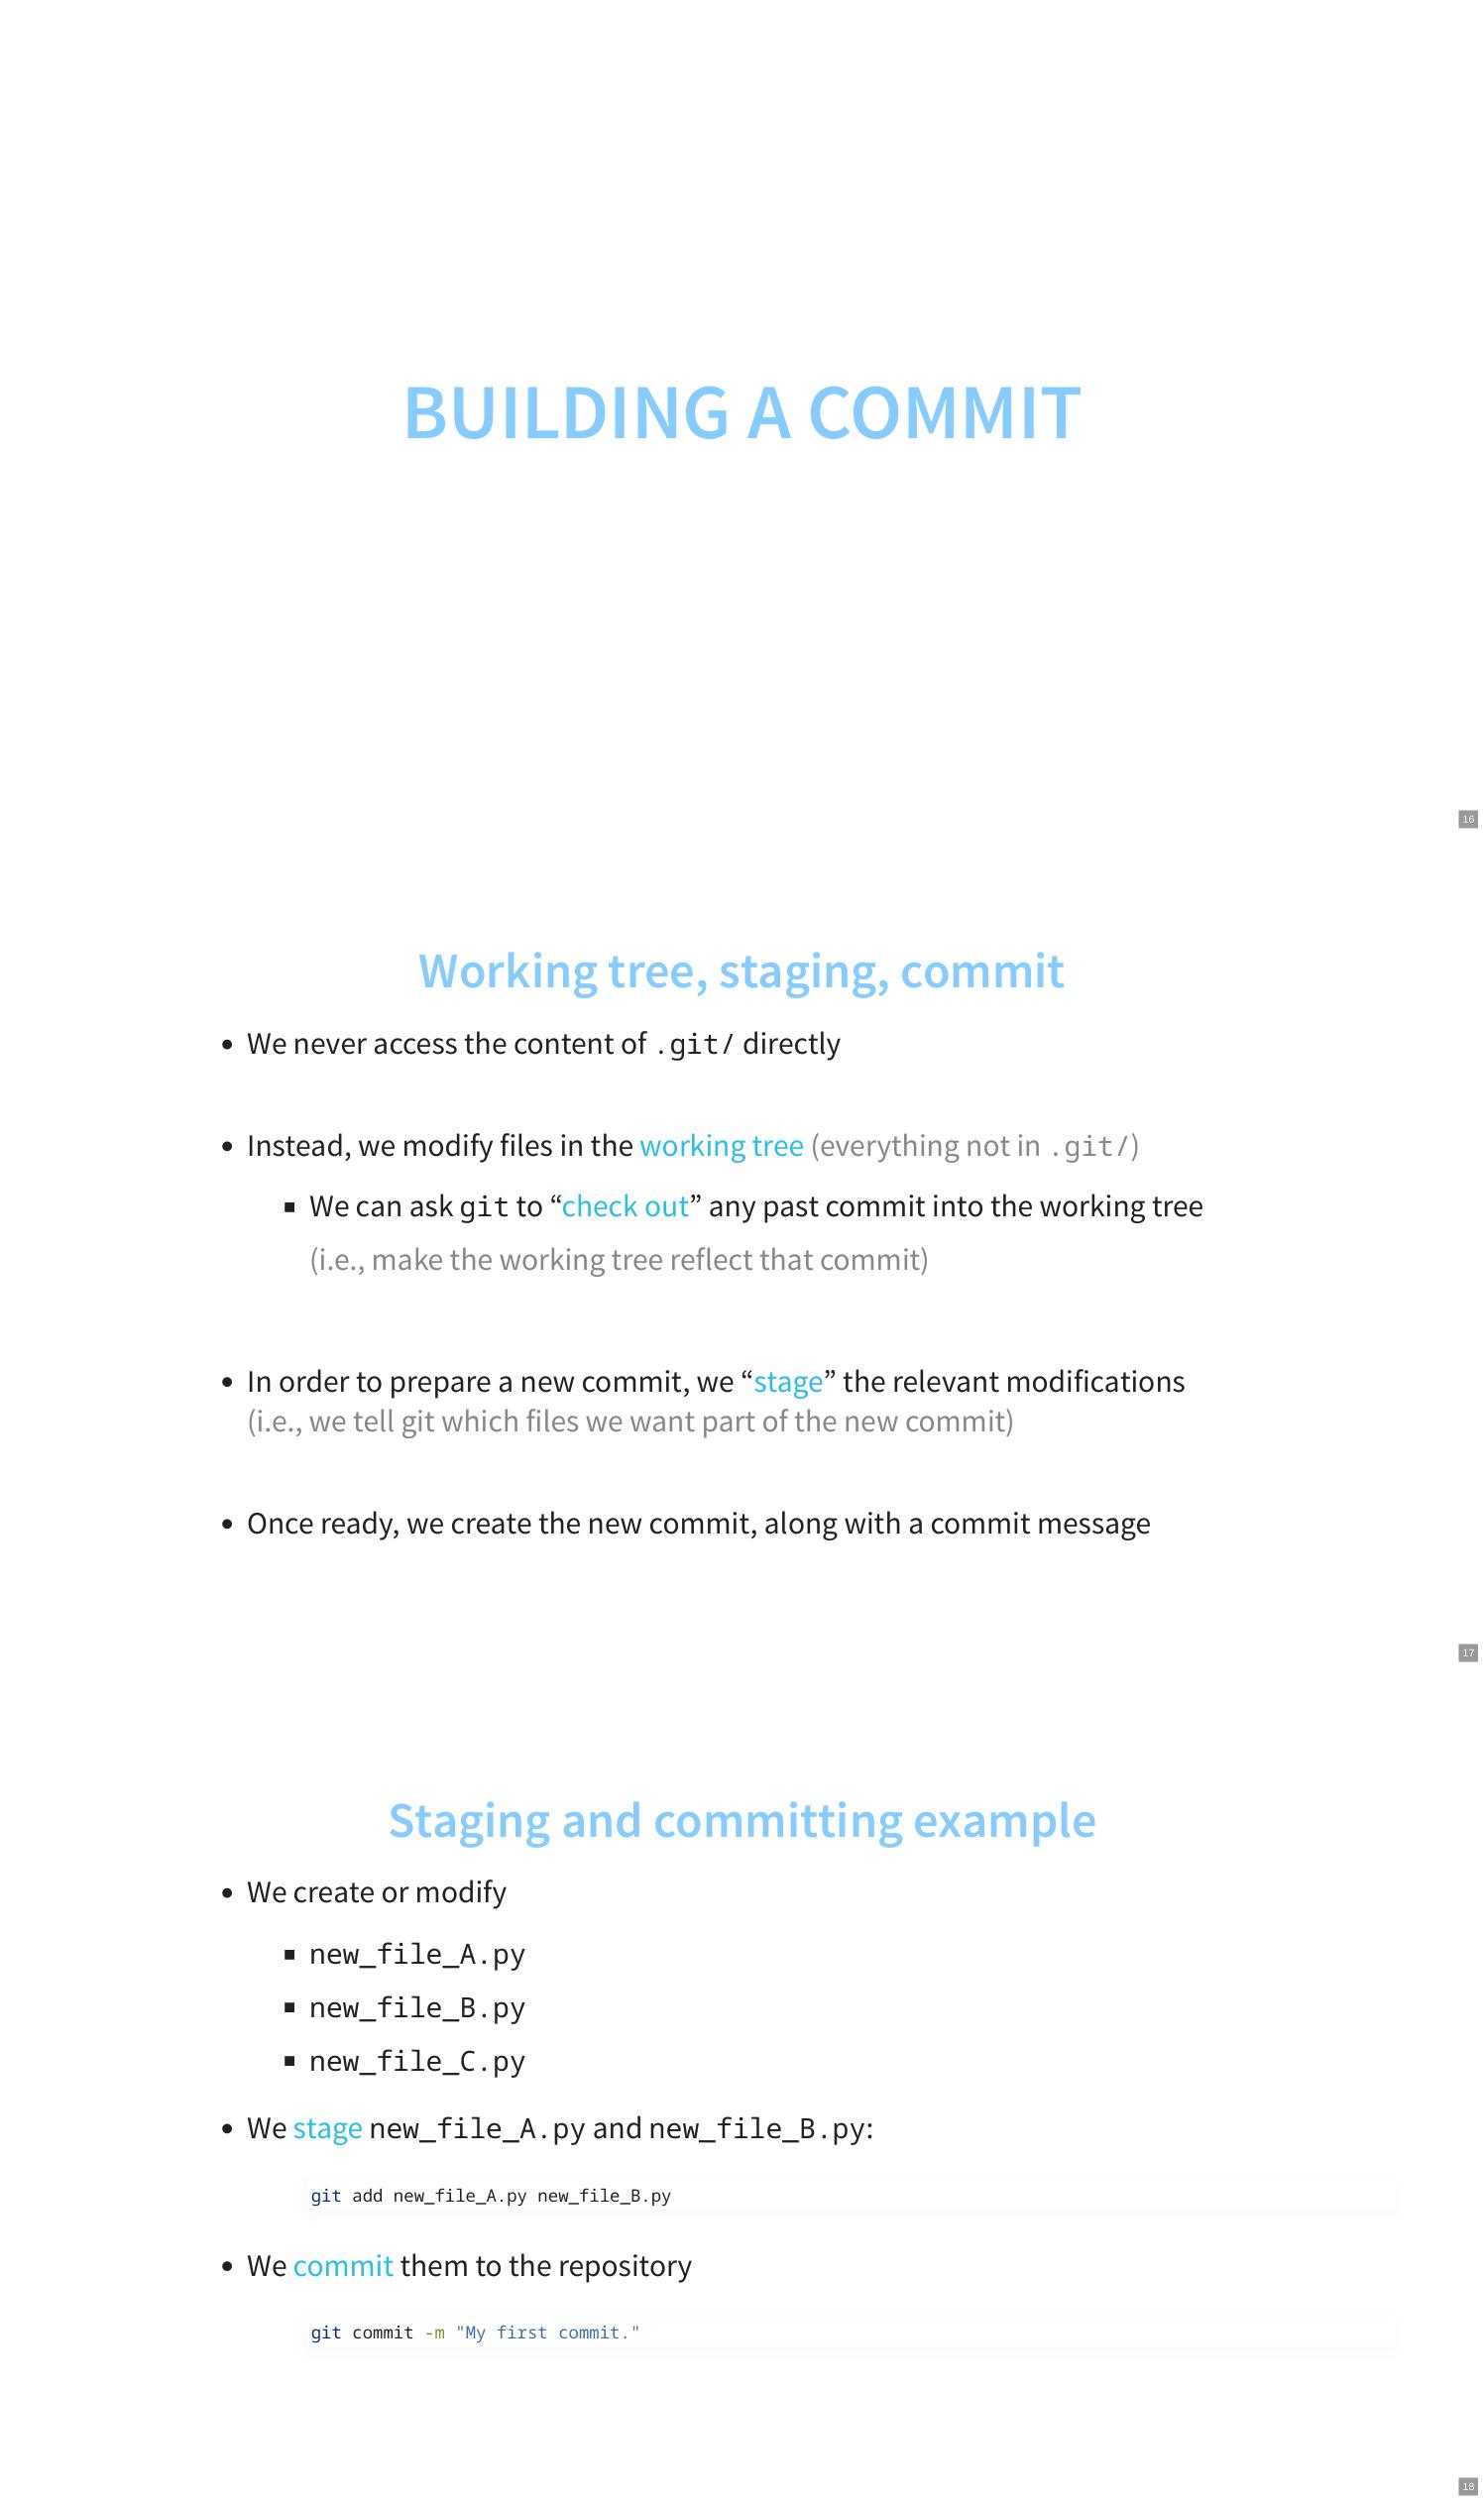 BUILDING A COMMIT
16
Working tree, staging, commit
• We never access the content of .git/ directly
• Instead, we modify files in the working tree (everything not in .git/)
▪ We can ask git to “check out” any past commit into the working tree
(i.e., make the working tree reflect that commit)
• In order to prepare a new commit, we “stage” the relevant modifications
(i.e., we tell git which files we want part of the new commit)
• Once ready, we create the new commit, along with a commit message
17
Staging and committing example
• We create or modify
▪ new_file_A.py
▪ new_file_B.py
▪ new_file_C.py
• We stage new_file_A.py and new_file_B.py:
git add new_file_A.py new_file_B.py
• We commit them to the repository
git commit -m "My first commit."
18